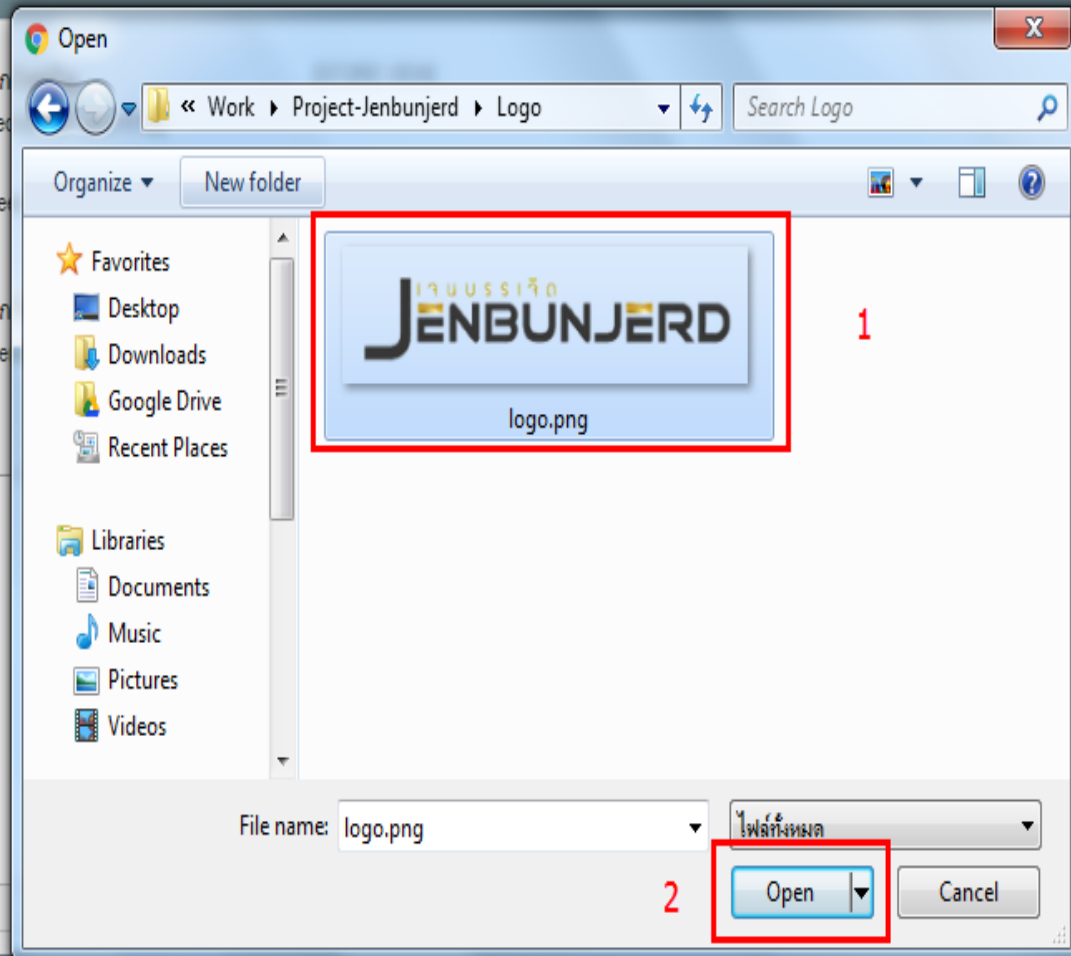 Open
X
« Work Project-Jenbunjerd Logo
Search Logo
Organize
New folder
Favorites
Desktop
Downloads
Google Drive
Recent Places
Libraries
Documents
Music
Pictures
Videos
เจนบรรเจิด
JENBUNJERD
logo.png
1
File name: logo.png
ไฟล์ทั้งหมด
2
Open
Cancel